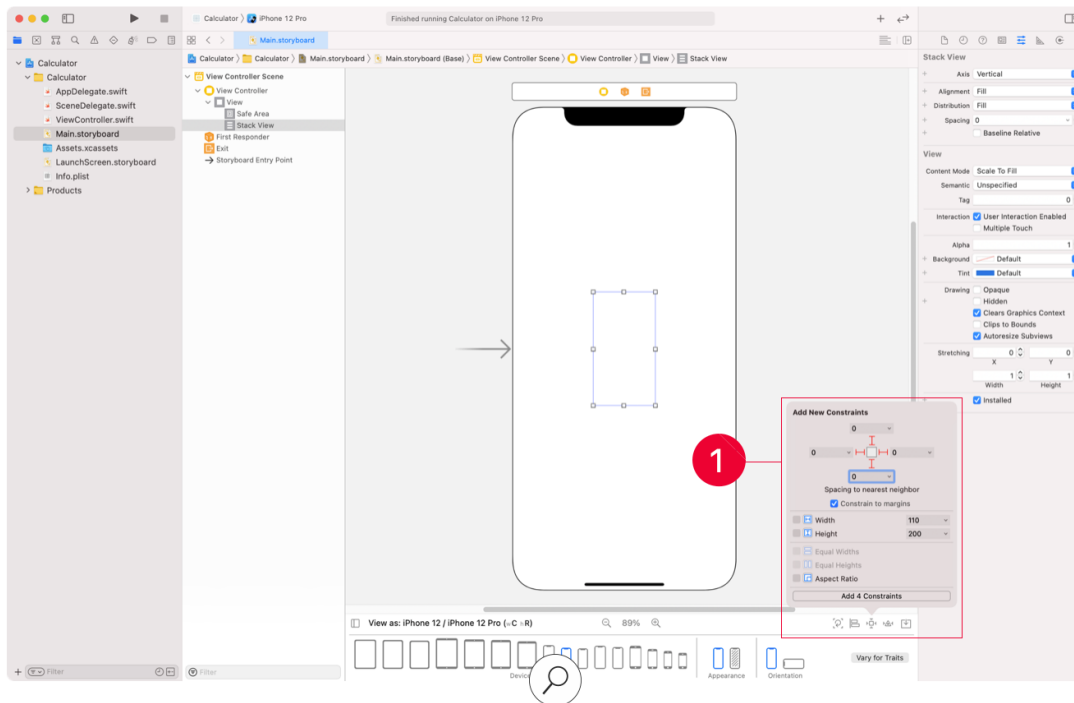 Calculator
iPhone 12 Pro
Finished running Calculator on iPhone 12 Pro
Main.storyboard
Calculator
Calculator
Main.storyboard
Main.storyboard (Base)
View Controller Scene
View Controller
View
Stack View
Calculator
Calculator
AppDelegate.swift
SceneDelegate.swift
ViewController.swift
Main.storyboard
Assets.xcassets
LaunchScreen.storyboard
Info.plist
Products
View Controller Scene
View Controller
View
Safe Area
Stack View
First Responder
Exit
Storyboard Entry Point
Stack View
Axis Vertical
Alignment Fill
Distribution Fill
Spacing 0
Baseline Relative
View
Content Mode Scale To Fill
Semantic Unspecified
Tag 0
Interaction User Interaction Enabled
Multiple Touch
Alpha 1
Background Default
Tint Default
Drawing Opaque
Hidden
Clears Graphics Context
Clips to Bounds
Autoresize Subviews
Stretching 0 0
X Y
1 1
Width Height
Installed
1
Add New Constraints
0
0 0
0
Spacing to nearest neighbor
Constrain to margins
Width 110
Height 200
Equal Widths
Equal Heights
Aspect Ratio
Add 4 Constraints
View as: iPhone 12 / iPhone 12 Pro (wC hR)
89%
Vary for Traits
Appearance
Orientation
Filter
Filter